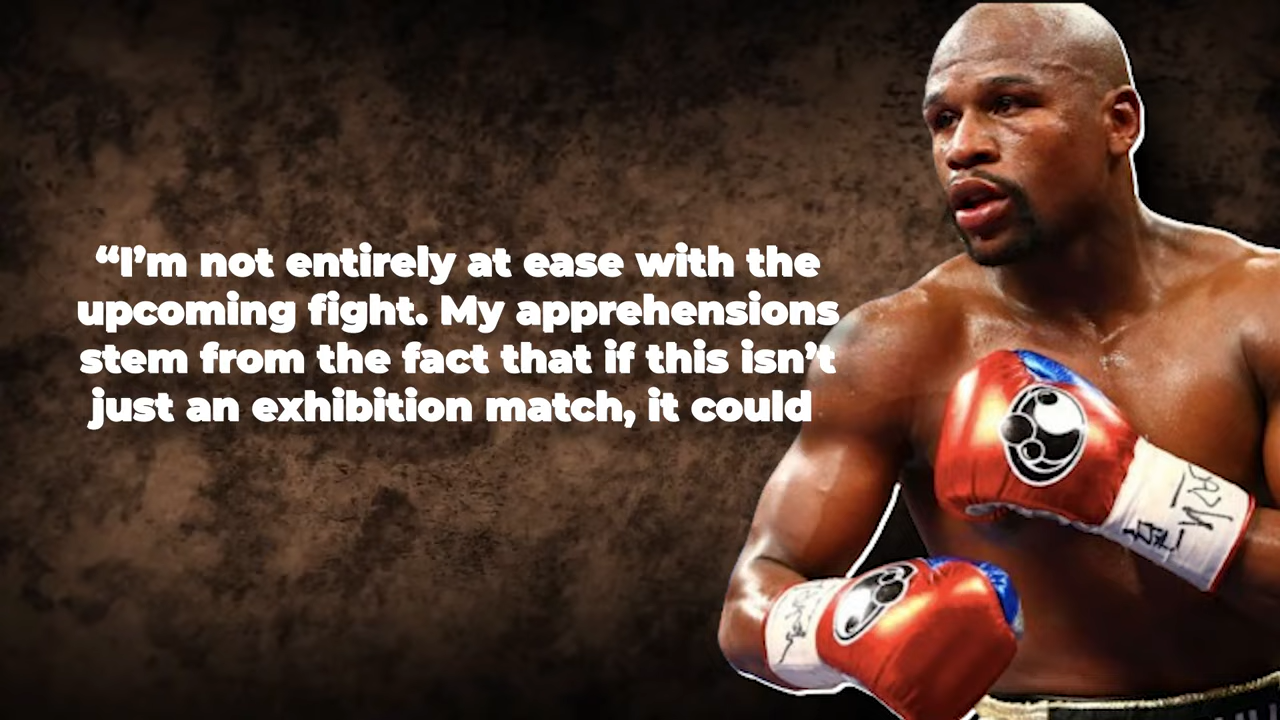 “I’m not entirely at ease with the
upcoming fight. My apprehensions
stem from the fact that if this isn’t
just an exhibition match, it could